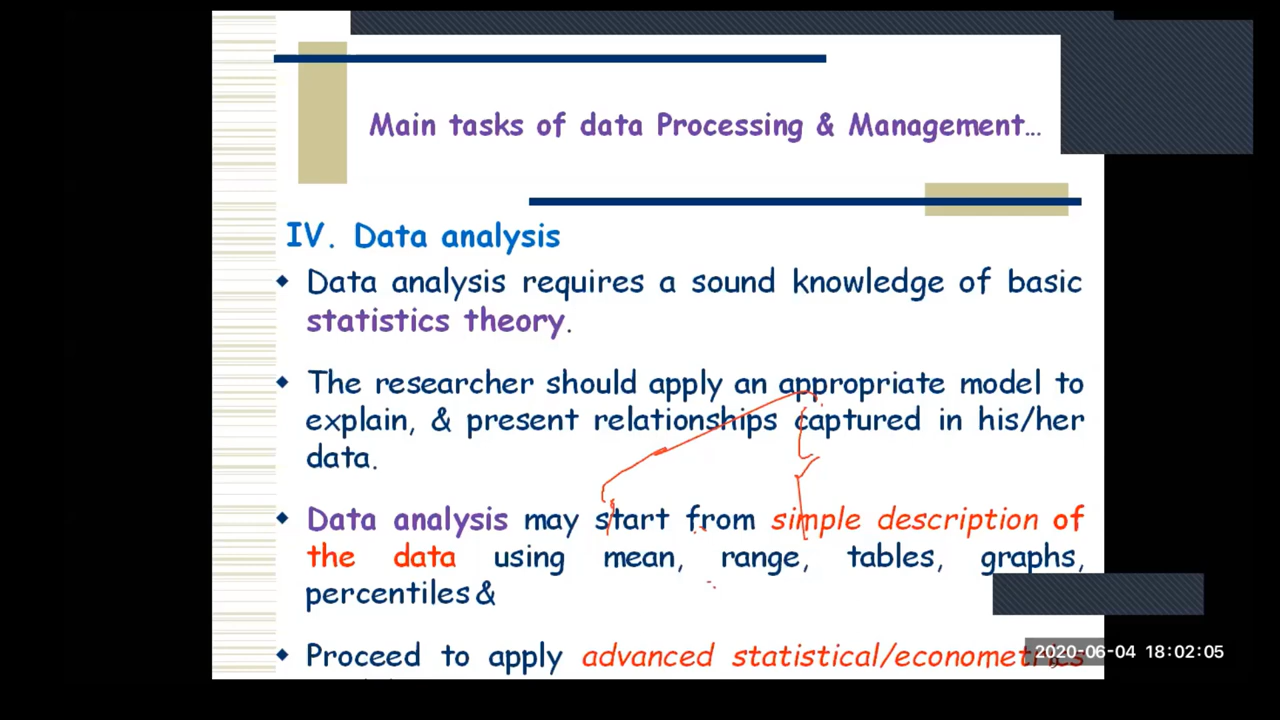 Main tasks of data Processing & Management…
IV. Data analysis
Data analysis requires a sound knowledge of basic
statistics theory.
The researcher should apply an appropriate model to
explain, & present relationships captured in his/her
data.
Data analysis may start from simple description of
the data using mean, range, tables, graphs,
percentiles &
Proceed to apply advanced statistical/econometrics
2020-06-04 18:02:05